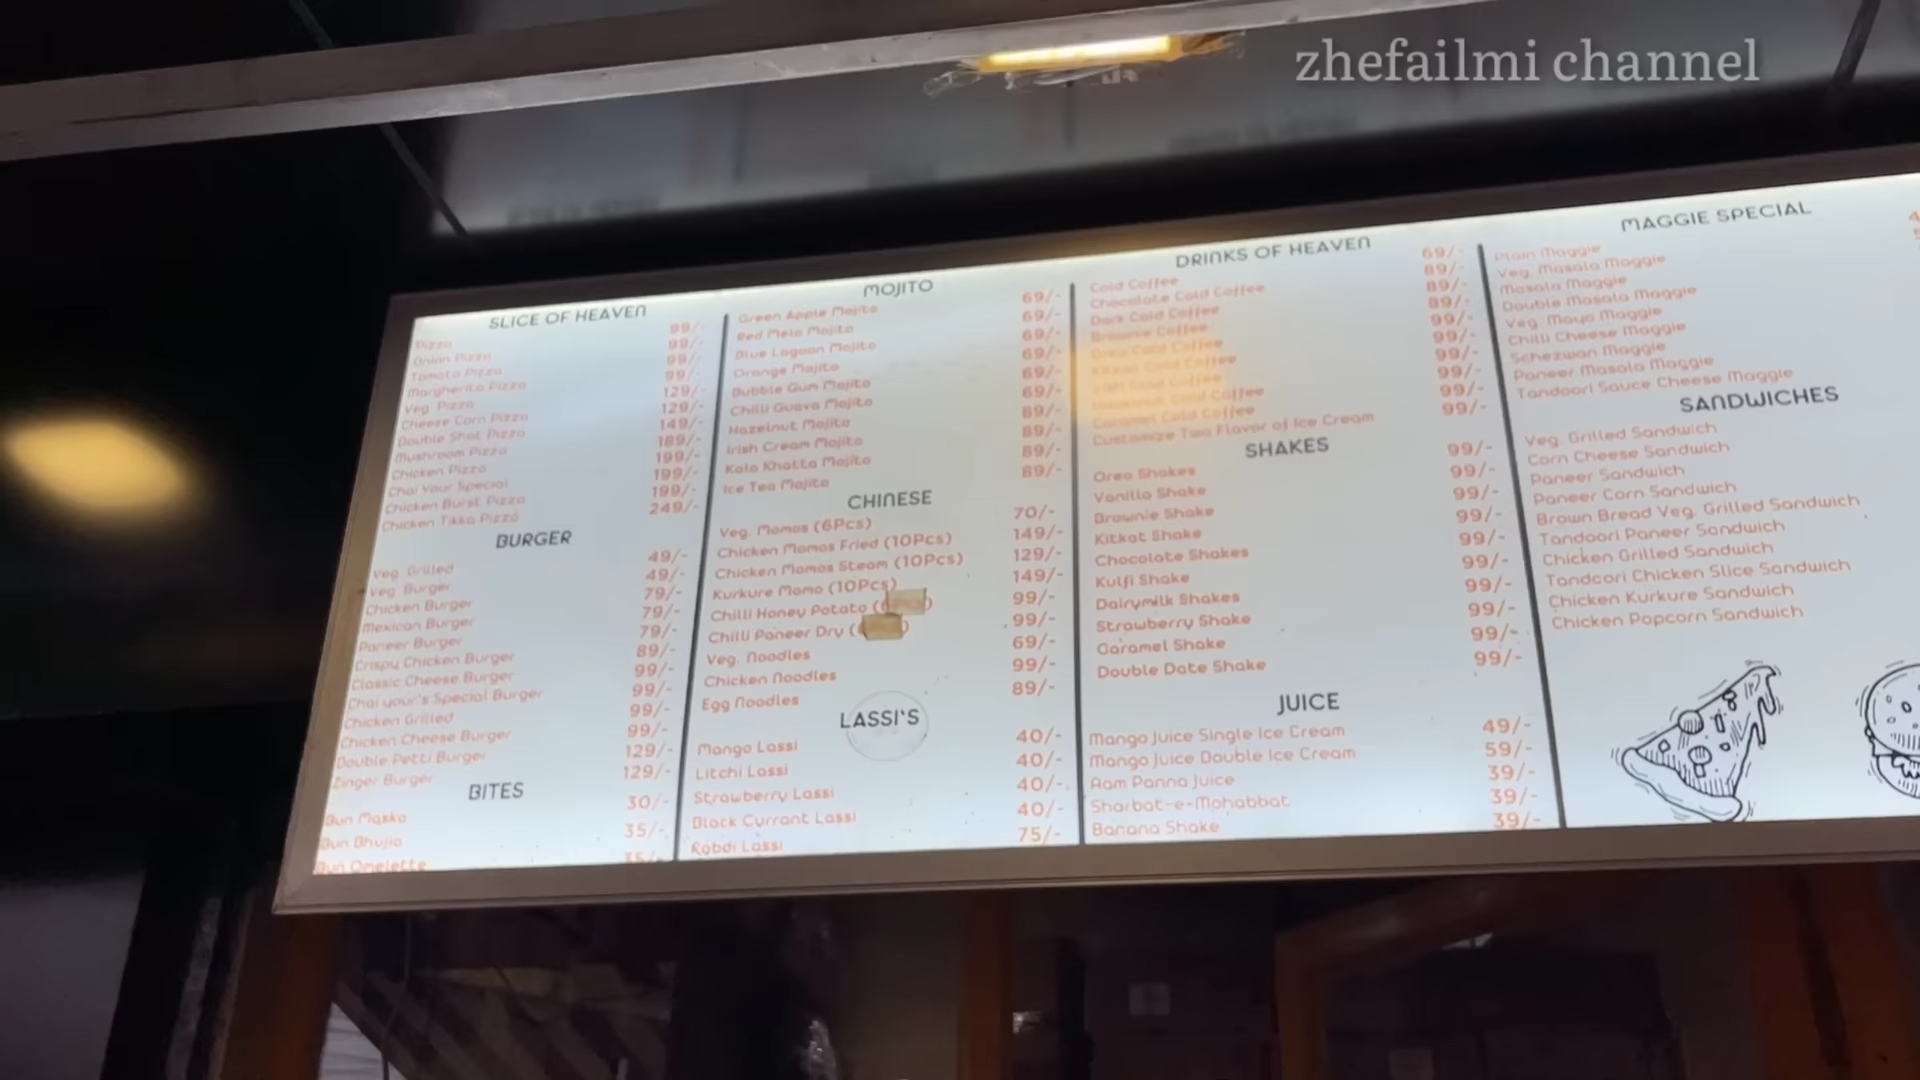 zhefailmi channel
SLICE OF HEAVEN
Pizza 99/-
Onion Pizza 99/-
Tomato Pizza 99/-
Margherita Pizza 99/-
Veg. Pizza 129/-
Cheese Corn Pizza 129/-
Double Shot Pizza 149/-
Mushroom Pizza 189/-
Chicken Pizza 199/-
Chai Your Special 199/-
Chicken Burst Pizza 199/-
Chicken Tikka Pizza 249/-
BURGER
Veg. Grilled 49/-
Veg Burger 49/-
Chicken Burger 79/-
Mexican Burger 79/-
Paneer Burger 79/-
Crispy Chicken Burger 89/-
Classic Cheese Burger 99/-
Chai your's Special Burger 99/-
Chicken Grilled 99/-
Chicken Cheese Burger 99/-
Double Petti Burger 129/-
Zinger Burger 129/-
BITES
Bun Maska 30/-
Bun Bhujia 35/-
Bun Omelette 35/-
MOJITO
Green Apple Mojito 69/-
Red Melo Mojito 69/-
Blue Lagoon Mojito 69/-
Orange Mojito 69/-
Bubble Gum Mojito 69/-
Chilli Guava Mojito 69/-
Hazelnut Mojito 89/-
Irish Cream Mojito 89/-
Kala Khatta Mojito 89/-
Ice Tea Mojito 89/-
CHINESE
Veg. Momos (6Pcs) 70/-
Chicken Momos Fried (10Pcs) 149/-
Chicken Momos Steam (10Pcs) 129/-
Kurkure Momo (10Pcs) 149/-
Chilli Honey Potato ( ) 99/-
Chilli Paneer Dry ( ) 99/-
Veg. Noodles 69/-
Chicken Noodles 99/-
Egg Noodles 89/-
LASSI'S
Mango Lassi 40/-
Litchi Lassi 40/-
Strawberry Lassi 40/-
Black Currant Lassi 40/-
Rabdi Lassi 75/-
DRINKS OF HEAVEN
Cold Coffee 69/-
Chocolate Cold Coffee 89/-
Dark Cold Coffee 89/-
Brownie Coffee 89/-
Oreo Cold Coffee 99/-
Kitkat Cold Coffee 99/-
Irish Cold Coffee 99/-
Hazelnut Cold Coffee 99/-
Caramel Cold Coffee 99/-
Customize Two Flavor of Ice Cream 99/-
SHAKES
Oreo Shakes 99/-
Vanilla Shake 99/-
Brownie Shake 99/-
Kitkat Shake 99/-
Chocolate Shakes 99/-
Kulfi Shake 99/-
Dairymilk Shakes 99/-
Strawberry Shake 99/-
Caramel Shake 99/-
Double Date Shake 99/-
JUICE
Mango Juice Single Ice Cream 49/-
Mango Juice Double Ice Cream 59/-
Aam Panna Juice 39/-
Sharbat-e-Mohabbat 39/-
Banana Shake 39/-
MAGGIE SPECIAL
Plain Maggie
Veg. Masala Maggie
Masala Maggie
Double Masala Maggie
Veg. Mayo Maggie
Chilli Cheese Maggie
Schezwan Maggie
Paneer Masala Maggie
Tandoori Sauce Cheese Maggie
SANDWICHES
Veg. Grilled Sandwich
Corn Cheese Sandwich
Paneer Sandwich
Paneer Corn Sandwich
Brown Bread Veg. Grilled Sandwich
Tandoori Paneer Sandwich
Chicken Grilled Sandwich
Tandoori Chicken Slice Sandwich
Chicken Kurkure Sandwich
Chicken Popcorn Sandwich